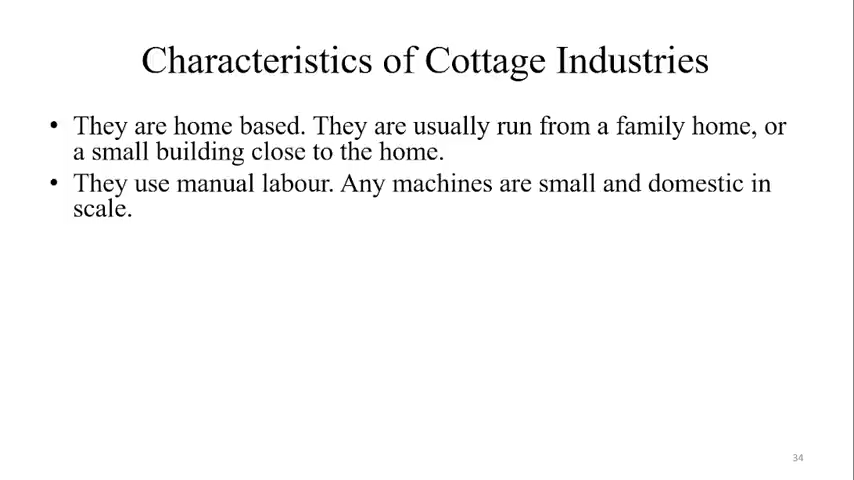 Characteristics of Cottage Industries
• They are home based. They are usually run from a family home, or
a small building close to the home.
• They use manual labour. Any machines are small and domestic in
scale.
34